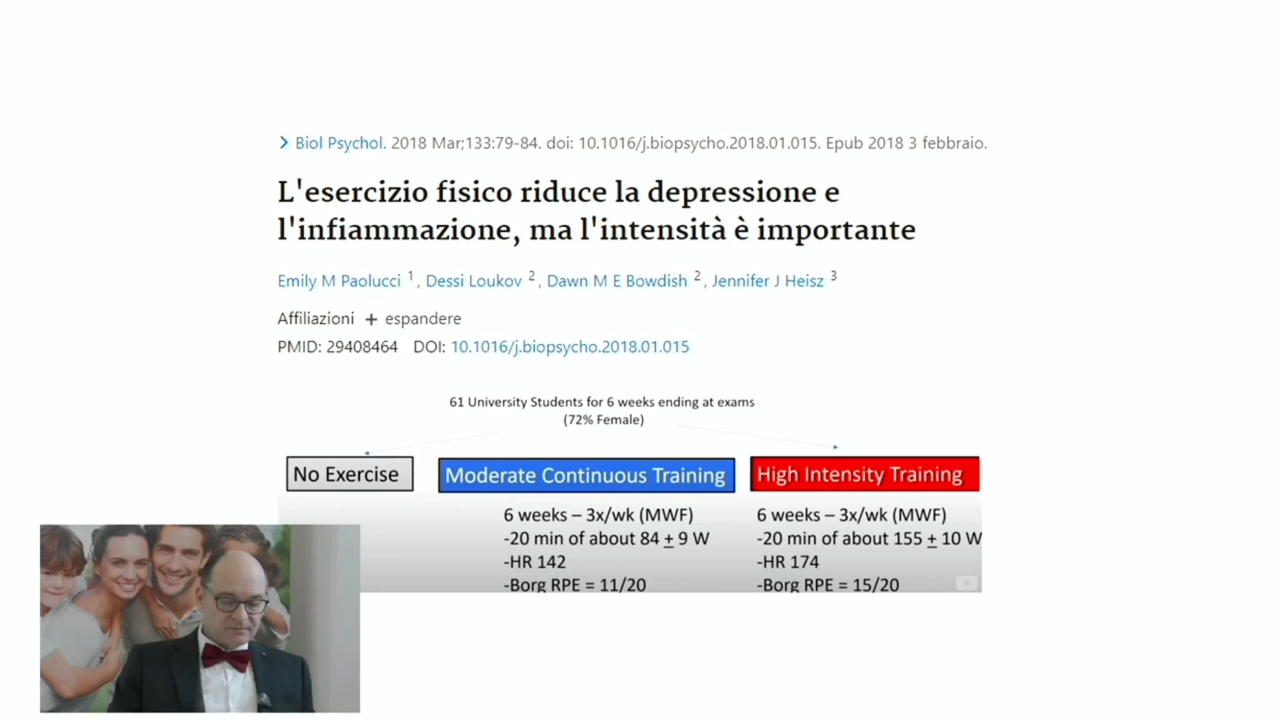 > Biol Psychol. 2018 Mar;133:79-84. doi: 10.1016/j.biopsycho.2018.01.015. Epub 2018 3 febbraio.
L'esercizio fisico riduce la depressione e
l'infiammazione, ma l'intensità è importante
Emily M Paolucci 1, Dessi Loukov 2, Dawn M E Bowdish 2, Jennifer J Heisz 3
Affiliazioni + espandere
PMID: 29408464 DOI: 10.1016/j.biopsycho.2018.01.015
61 University Students for 6 weeks ending at exams
(72% Female)
No Exercise
Moderate Continuous Training
6 weeks – 3x/wk (MWF)
-20 min of about 84 ± 9 W
-HR 142
-Borg RPE = 11/20
High Intensity Training
6 weeks – 3x/wk (MWF)
-20 min of about 155 ± 10 W
-HR 174
-Borg RPE = 15/20